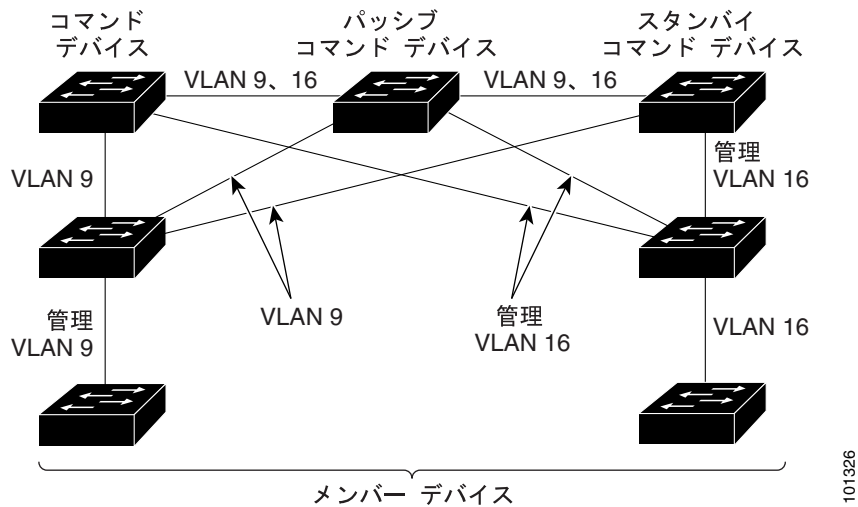 コマンド
デバイス
パッシブ
コマンド デバイス
スタンバイ
コマンド デバイス
VLAN 9、16
VLAN 9、16
VLAN 9
管理
VLAN 16
VLAN 9
管理
VLAN 16
管理
VLAN 9
VLAN 16
メンバー デバイス
101326